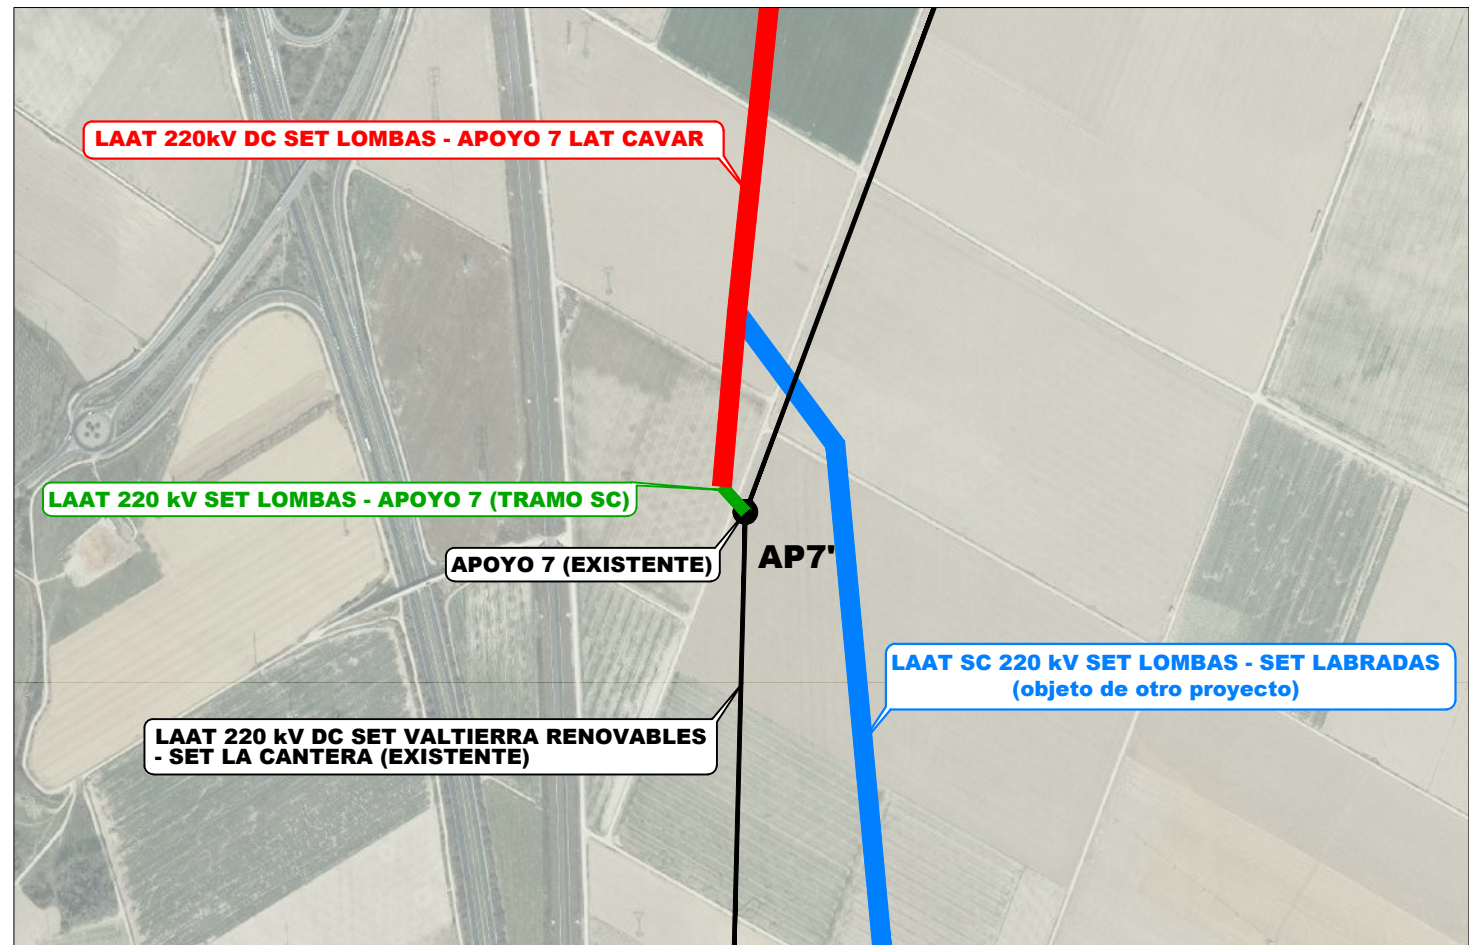 LAAT 220kV DC SET LOMBAS - APOYO 7 LAT CAVAR
LAAT 220 kV SET LOMBAS - APOYO 7 (TRAMO SC)
APOYO 7 (EXISTENTE)
AP7'
LAAT SC 220 kV SET LOMBAS - SET LABRADAS
(objeto de otro proyecto)
LAAT 220 kV DC SET VALTIERRA RENOVABLES
- SET LA CANTERA (EXISTENTE)